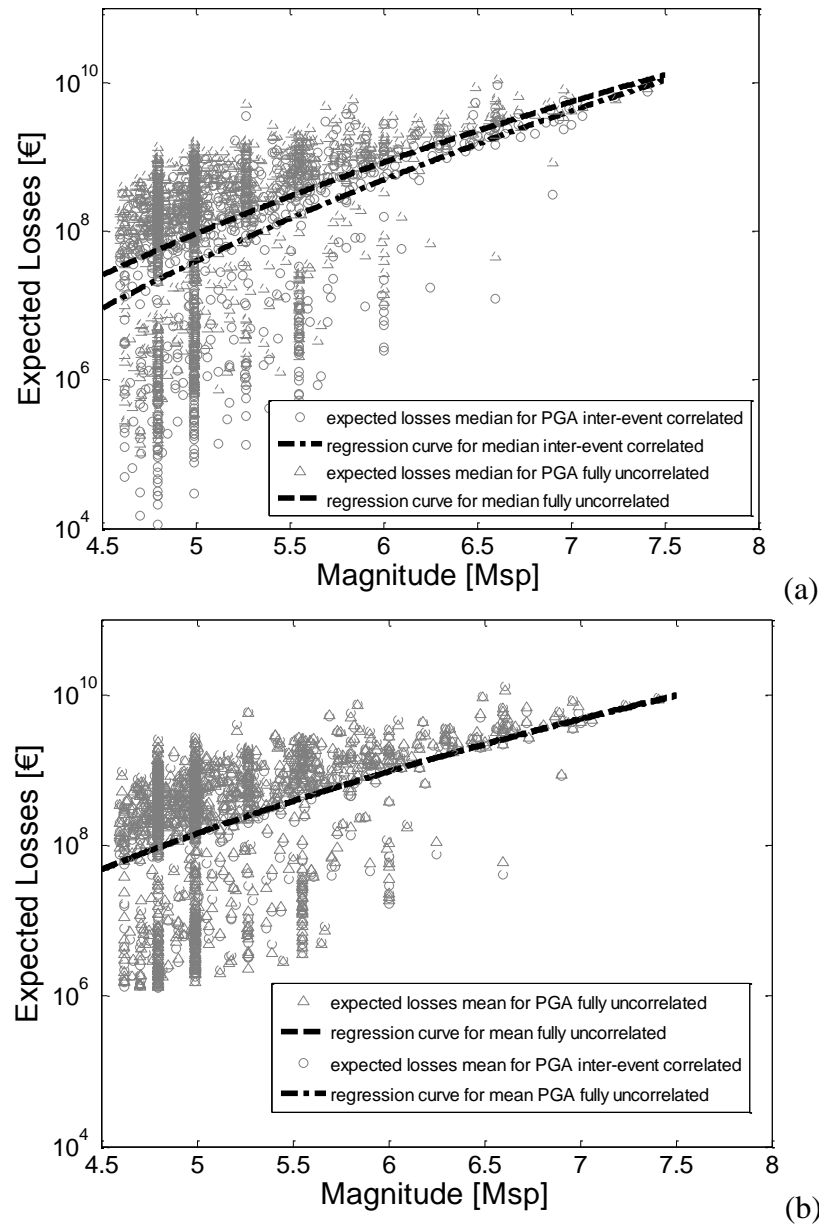 10^10
10^8
10^6
10^4
Expected Losses [€]
expected losses median for PGA inter-event correlated
regression curve for median inter-event correlated
expected losses median for PGA fully uncorrelated
regression curve for median fully uncorrelated
4.5 5 5.5 6 6.5 7 7.5 8
Magnitude [Msp]
(a)
10^10
10^8
10^6
10^4
Expected Losses [€]
expected losses mean for PGA fully uncorrelated
regression curve for mean fully uncorrelated
expected losses mean for PGA inter-event correlated
regression curve for mean PGA fully uncorrelated
4.5 5 5.5 6 6.5 7 7.5 8
Magnitude [Msp]
(b)